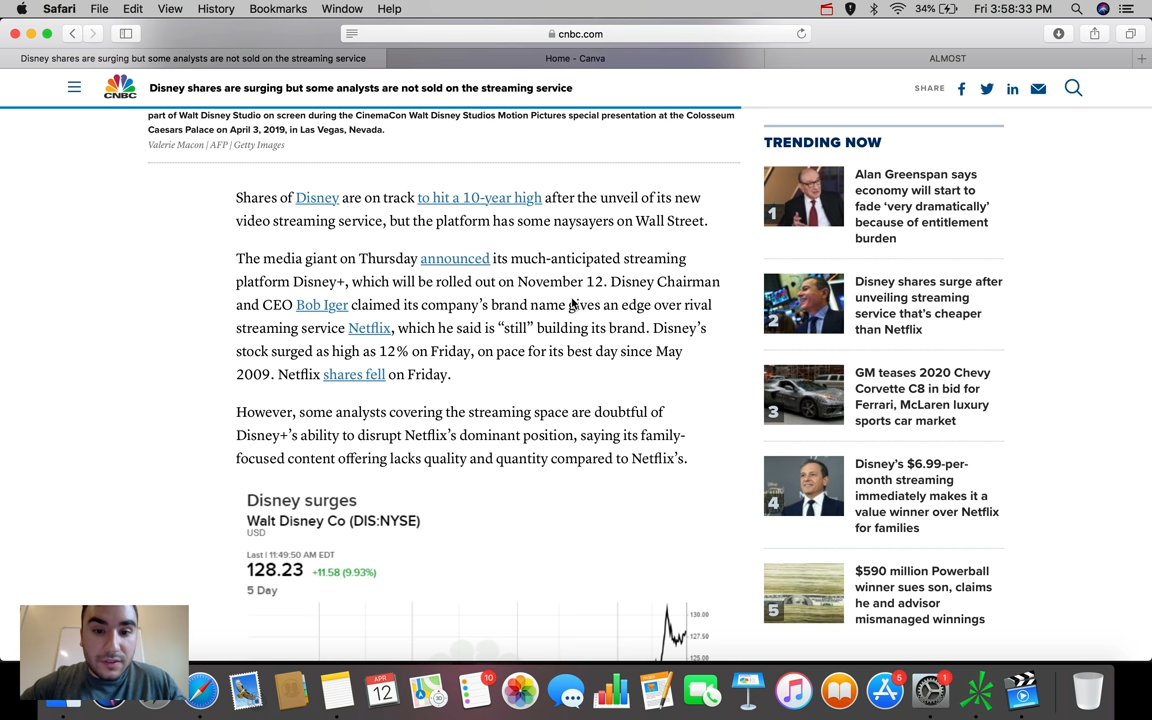 Safari File Edit View History Bookmarks Window Help 34% Fri 3:58:33 PM
cnbc.com
Disney shares are surging but some analysts are not sold on the streaming service
Home - Canva
ALMOST
CNBC
Disney shares are surging but some analysts are not sold on the streaming service
SHARE
part of Walt Disney Studio on screen during the CinemaCon Walt Disney Studios Motion Pictures special presentation at the Colosseum
Caesars Palace on April 3, 2019, in Las Vegas, Nevada.
Valerie Macon | AFP | Getty Images
Shares of Disney are on track to hit a 10-year high after the unveil of its new
video streaming service, but the platform has some naysayers on Wall Street.
The media giant on Thursday announced its much-anticipated streaming
platform Disney+, which will be rolled out on November 12. Disney Chairman
and CEO Bob Iger claimed its company's brand name gives an edge over rival
streaming service Netflix, which he said is “still” building its brand. Disney's
stock surged as high as 12% on Friday, on pace for its best day since May
2009. Netflix shares fell on Friday.
However, some analysts covering the streaming space are doubtful of
Disney+'s ability to disrupt Netflix's dominant position, saying its family-
focused content offering lacks quality and quantity compared to Netflix's.
Disney surges
Walt Disney Co (DIS:NYSE)
USD
Last | 11:49:50 AM EDT
128.23 +11.58 (9.93%)
5 Day
130.00
127.50
125.00
TRENDING NOW
1
Alan Greenspan says
economy will start to
fade ‘very dramatically’
because of entitlement
burden
2
Disney shares surge after
unveiling streaming
service that's cheaper
than Netflix
3
GM teases 2020 Chevy
Corvette C8 in bid for
Ferrari, McLaren luxury
sports car market
4
Disney's $6.99-per-
month streaming
immediately makes it a
value winner over Netflix
for families
5
$590 million Powerball
winner sues son, claims
he and advisor
mismanaged winnings
APR
12
10
5
1